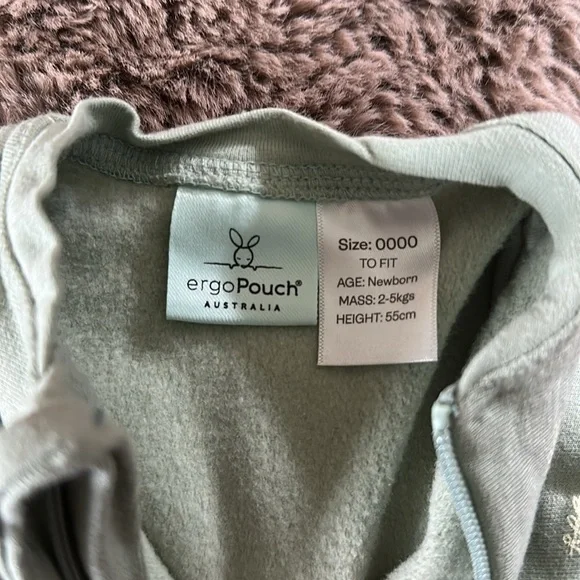 ergoPouch®
AUSTRALIA
Size: 0000
TO FIT
AGE: Newborn
MASS: 2-5kgs
HEIGHT: 55cm